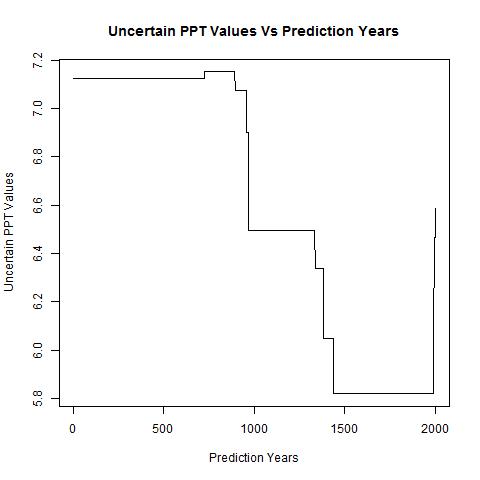 Uncertain PPT Values Vs Prediction Years
Uncertain PPT Values
7.2
7.0
6.8
6.6
6.4
6.2
6.0
5.8
0 500 1000 1500 2000
Prediction Years